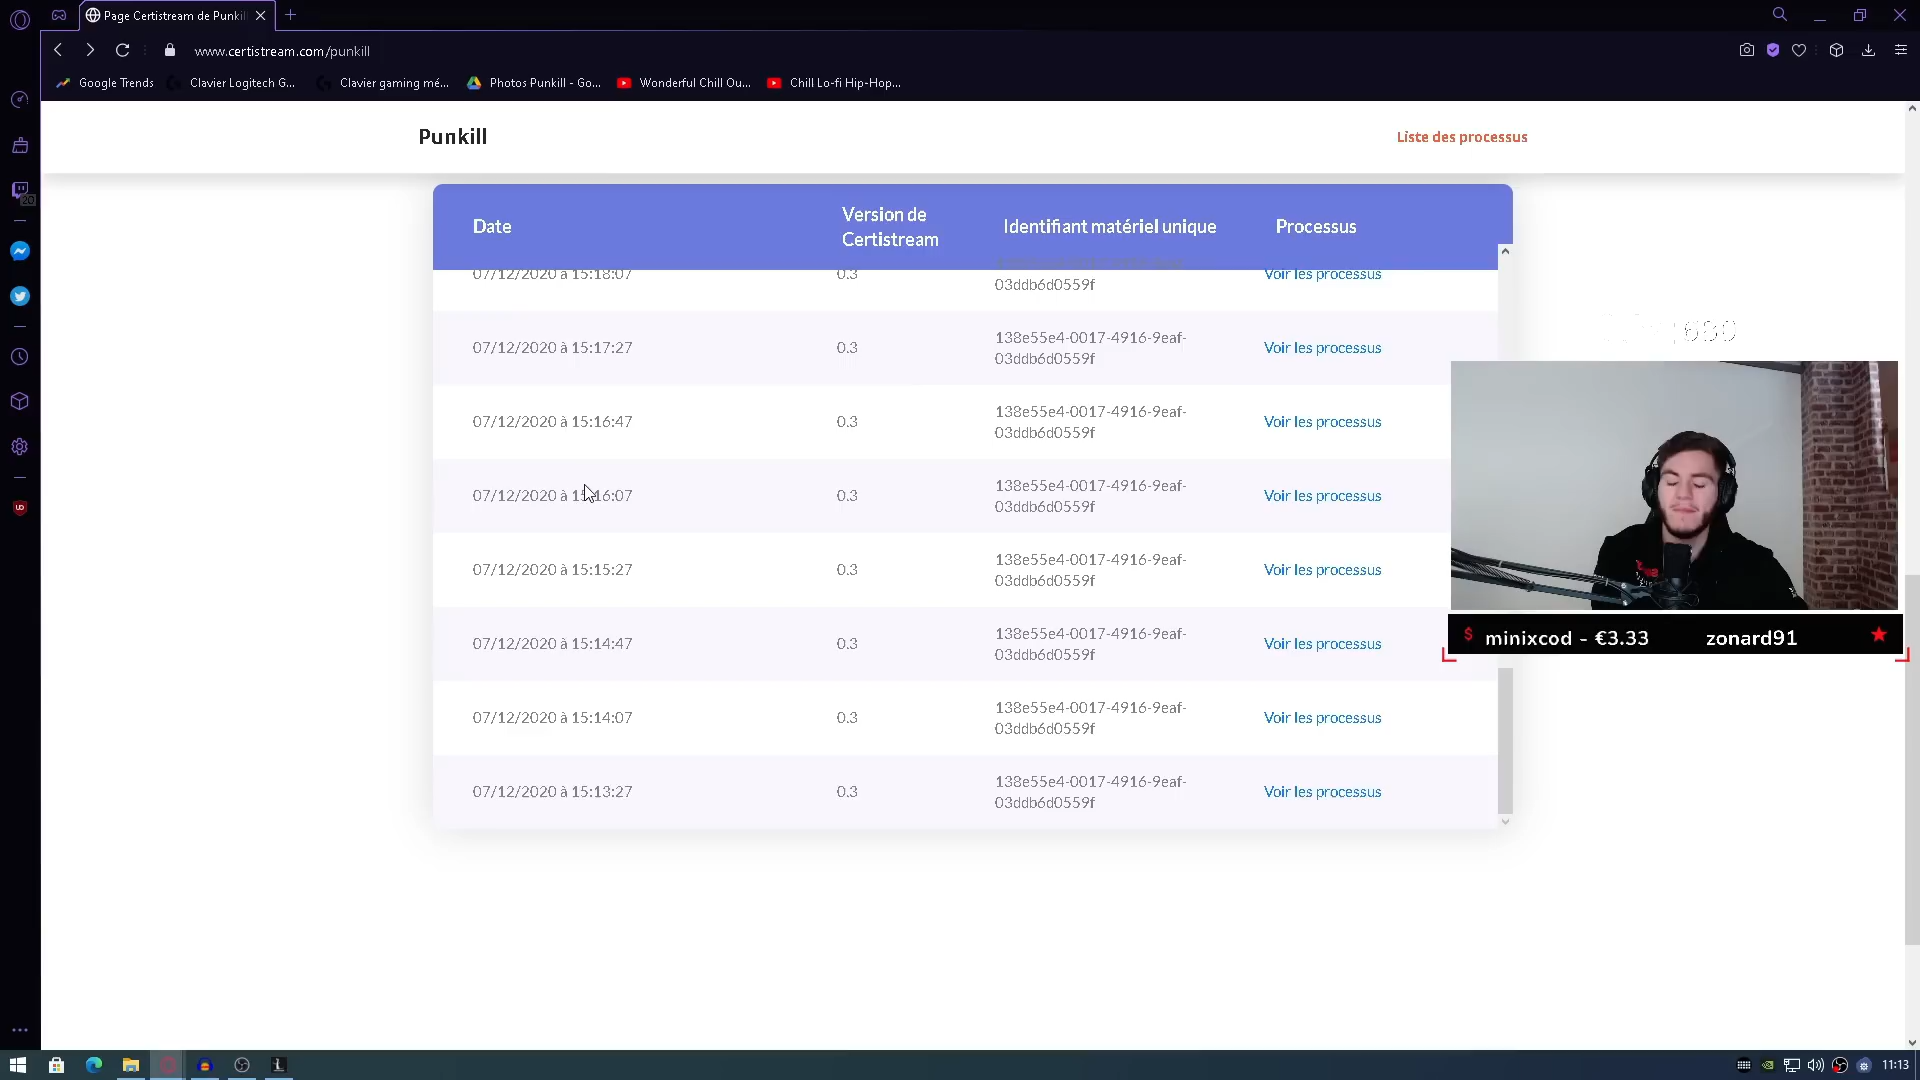 Page Certistream de Punkill
www.certistream.com/punkill
Google Trends
Clavier Logitech G...
Clavier gaming mé...
Photos Punkill - Go...
Wonderful Chill Ou...
Chill Lo-fi Hip-Hop...
Punkill
Liste des processus
Date
Version de
Certistream
Identifiant matériel unique
Processus
07/12/2020 à 15:18:07
0.3
03ddb6d0559f
Voir les processus
07/12/2020 à 15:17:27
0.3
138e55e4-0017-4916-9eaf-
03ddb6d0559f
Voir les processus
07/12/2020 à 15:16:47
0.3
138e55e4-0017-4916-9eaf-
03ddb6d0559f
Voir les processus
07/12/2020 à 15:16:07
0.3
138e55e4-0017-4916-9eaf-
03ddb6d0559f
Voir les processus
07/12/2020 à 15:15:27
0.3
138e55e4-0017-4916-9eaf-
03ddb6d0559f
Voir les processus
07/12/2020 à 15:14:47
0.3
138e55e4-0017-4916-9eaf-
03ddb6d0559f
Voir les processus
07/12/2020 à 15:14:07
0.3
138e55e4-0017-4916-9eaf-
03ddb6d0559f
Voir les processus
07/12/2020 à 15:13:27
0.3
138e55e4-0017-4916-9eaf-
03ddb6d0559f
Voir les processus
$ minixcod - €3.33
zonard91
20
11:13